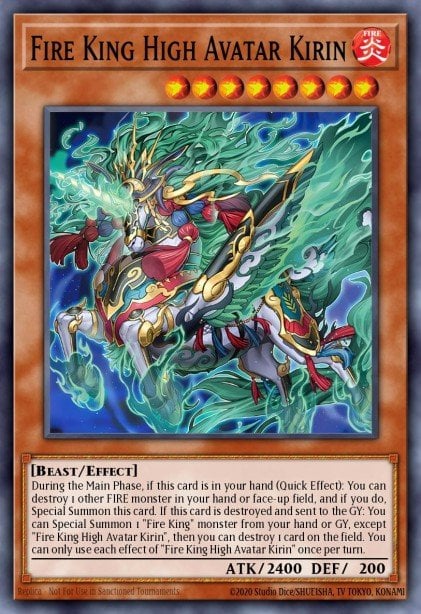 Fire King High Avatar Kirin
FIRE
炎
[Beast/Effect]
During the Main Phase, if this card is in your hand (Quick Effect): You can
destroy 1 other FIRE monster in your hand or face-up field, and if you do,
Special Summon this card. If this card is destroyed and sent to the GY: You
can Special Summon 1 "Fire King" monster from your hand or GY, except
"Fire King High Avatar Kirin", then you can destroy 1 card on the field. You
can only use each effect of "Fire King High Avatar Kirin" once per turn.
ATK/2400 DEF/ 200
Replica - Not For Use in Sanctioned Tournaments
©2020 Studio Dice/SHUEISHA, TV TOKYO, KONAMI